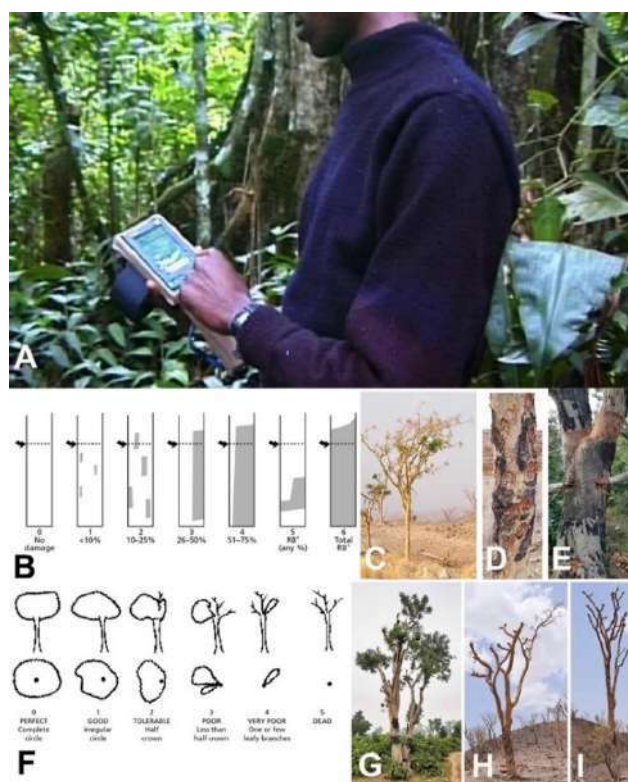 A
0
No
damage
1
<10%
2
10–25%
3
26–50%
4
51–75%
5
RB⁺
(any %)
6
Total
RB⁺
B
C
D
E
0
PERFECT
Complete
circle
1
GOOD
Irregular
circle
2
TOLERABLE
Half
crown
3
POOR
Less than
half crown
4
VERY POOR
One or few
leafy branches
5
DEAD
F
G
H
I